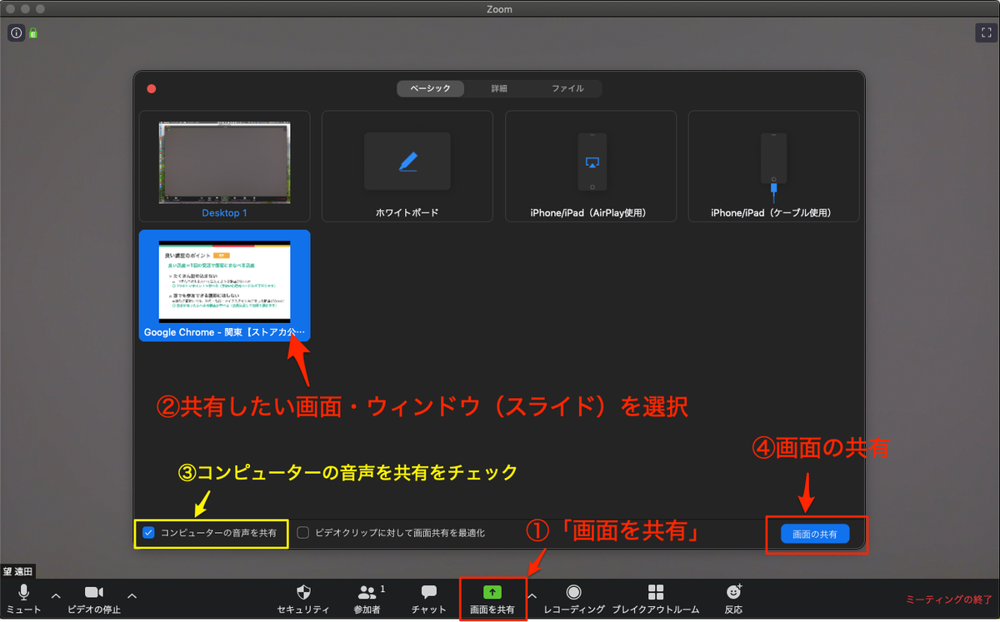 Zoom
ベーシック
詳細
ファイル
Desktop 1
ホワイトボード
iPhone/iPad（AirPlay使用）
iPhone/iPad（ケーブル使用）
良い講座のポイント
Google Chrome - 関東【ストアカ公…
②共有したい画面・ウィンドウ（スライド）を選択
④画面の共有
③コンピューターの音声を共有をチェック
コンピューターの音声を共有
ビデオクリップに対して画面共有を最適化
①「画面を共有」
画面の共有
望 遠田
ミュート
ビデオの停止
セキュリティ
1
参加者
チャット
画面を共有
レコーディング
ブレイクアウトルーム
反応
ミーティングの終了